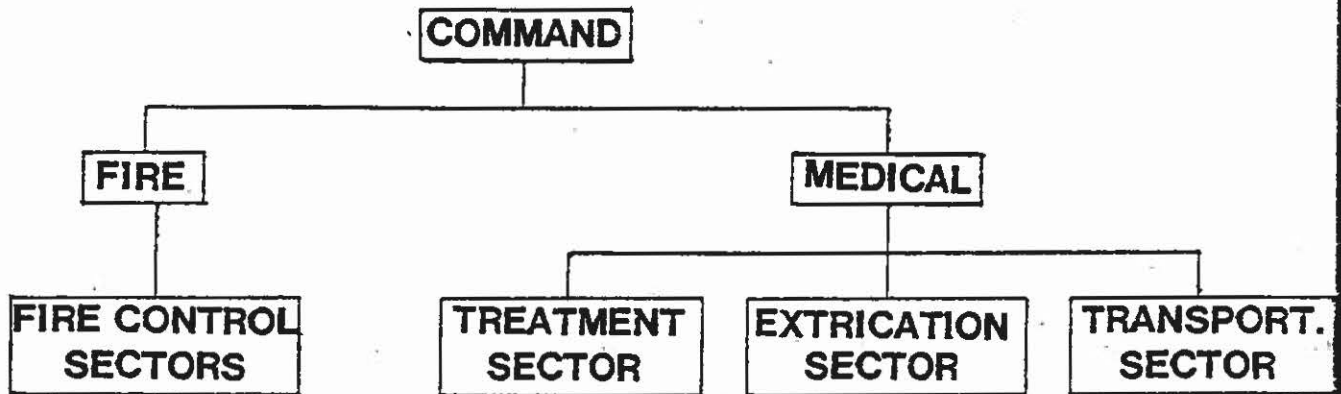 COMMAND
FIRE
MEDICAL
FIRE CONTROL
SECTORS
TREATMENT
SECTOR
EXTRICATION
SECTOR
TRANSPORT.
SECTOR